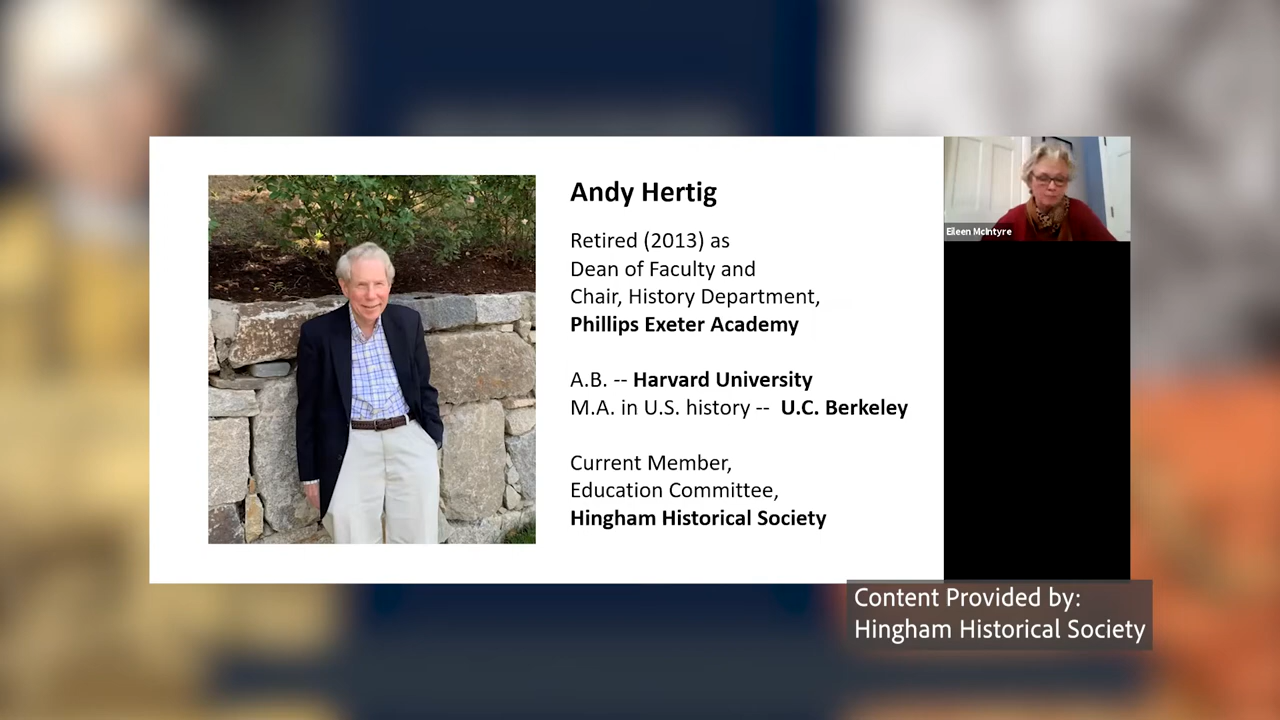 Andy Hertig
Retired (2013) as
Dean of Faculty and
Chair, History Department,
Phillips Exeter Academy
A.B. -- Harvard University
M.A. in U.S. history -- U.C. Berkeley
Current Member,
Education Committee,
Hingham Historical Society
Eileen McIntyre
Content Provided by:
Hingham Historical Society